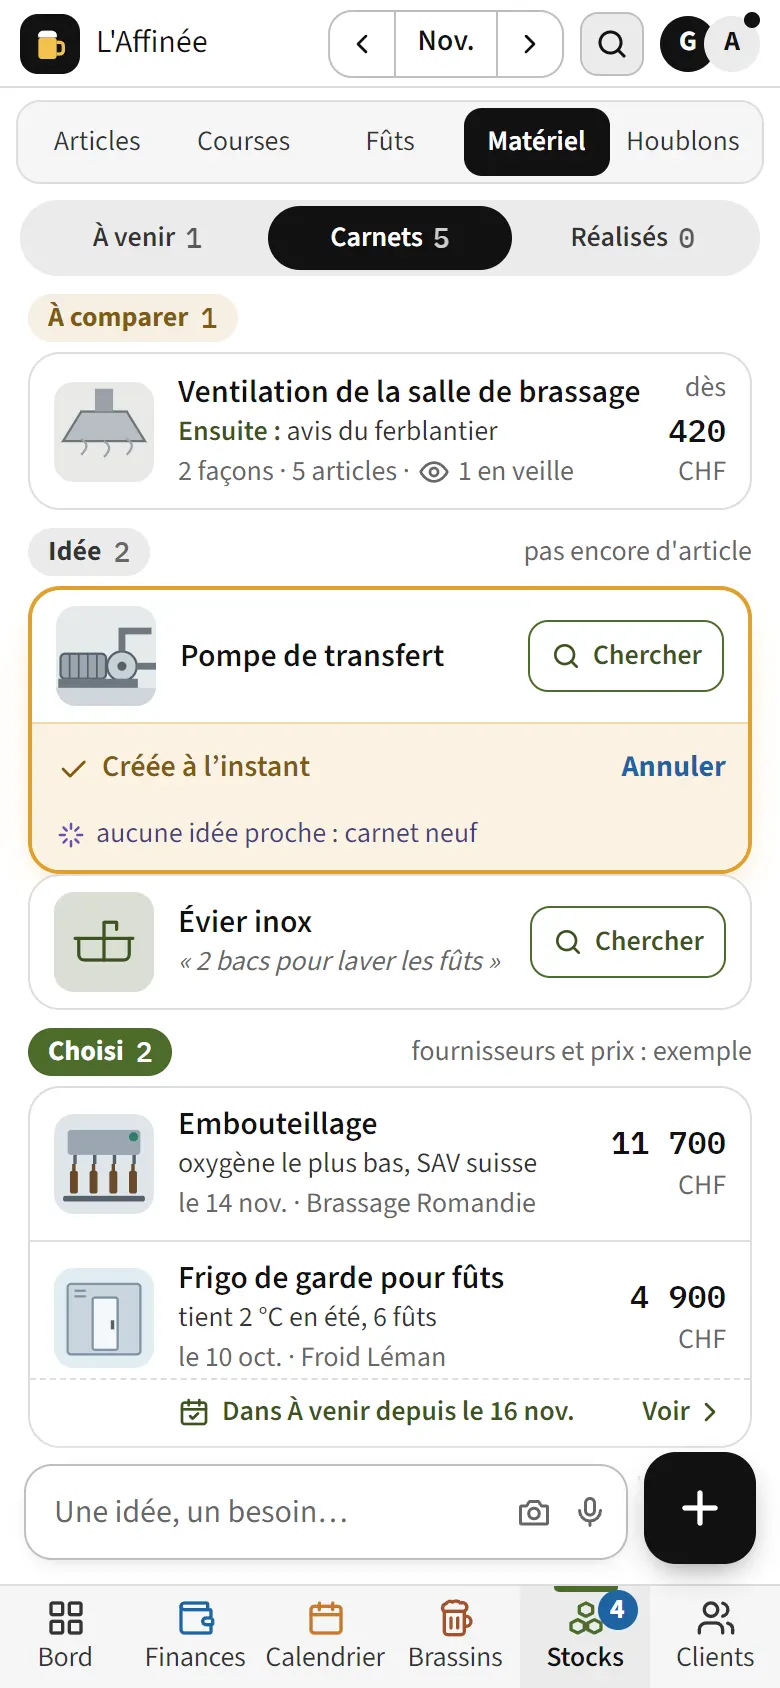 L'Affinée
Nov.
G
A
Articles
Courses
Fûts
Matériel
Houblons
À venir 1
Carnets 5
Réalisés 0
À comparer 1
Ventilation de la salle de brassage
dès
Ensuite : avis du ferblantier
420
2 façons · 5 articles · 1 en veille
CHF
Idée 2
pas encore d'article
Pompe de transfert
Chercher
Créée à l’instant
Annuler
aucune idée proche : carnet neuf
Évier inox
« 2 bacs pour laver les fûts »
Chercher
Choisi 2
fournisseurs et prix : exemple
Embouteillage
oxygène le plus bas, SAV suisse
le 14 nov. · Brassage Romandie
11 700
CHF
Frigo de garde pour fûts
tient 2 °C en été, 6 fûts
le 10 oct. · Froid Léman
4 900
CHF
Dans À venir depuis le 16 nov.
Voir
Une idée, un besoin…
Bord
Finances
Calendrier
Brassins
Stocks
4
Clients